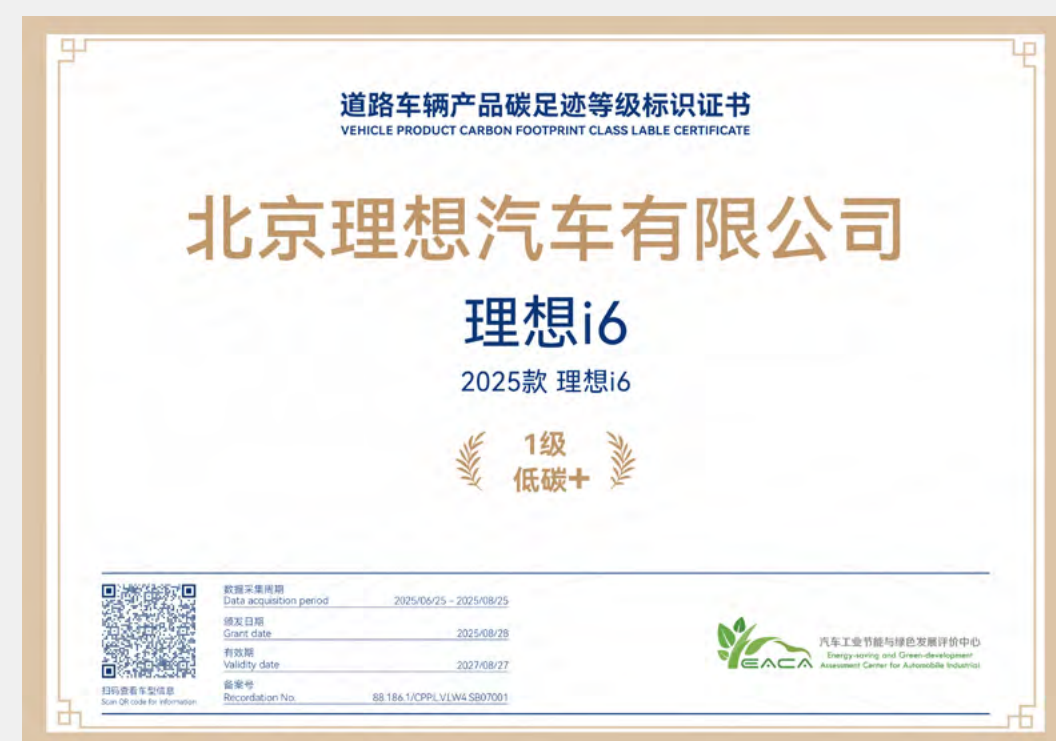 道路车辆产品碳足迹等级标识证书
VEHICLE PRODUCT CARBON FOOTPRINT CLASS LABLE CERTIFICATE
北京理想汽车有限公司
理想i6
2025款 理想i6
1级
低碳+
数据采集周期
Data acquisition period 2025/06/25 - 2025/08/25
颁发日期
Grant date 2025/08/28
有效期
Validity date 2027/08/27
备案号
Recordation No. 88.186.1/CPPL.V.LW4.SB07001
扫码查看车型信息
Scan QR code for information
EACA
汽车工业节能与绿色发展评价中心
Energy-saving and Green-development
Assessment Center for Automobile Industrial